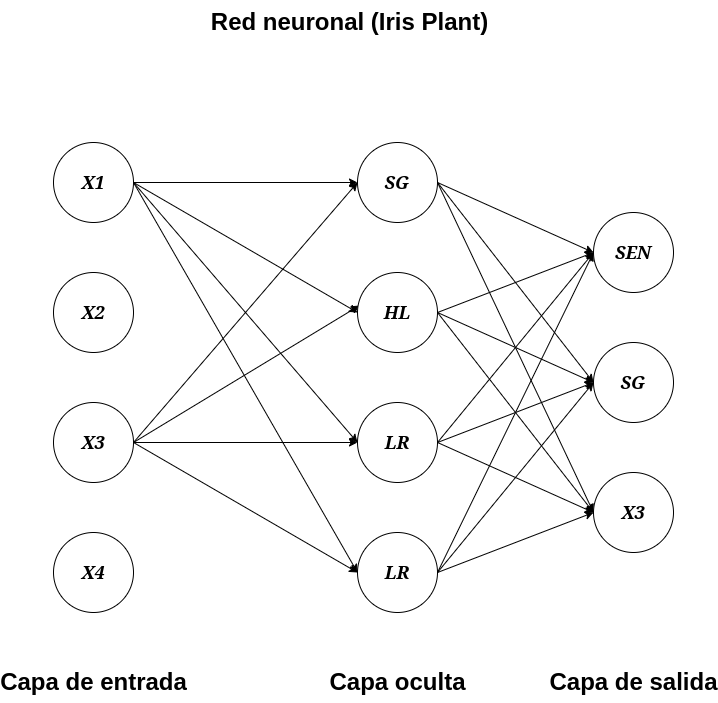 Red neuronal (Iris Plant)
X1
X2
X3
X4
SG
HL
LR
LR
SEN
SG
X3
Capa de entrada
Capa oculta
Capa de salida